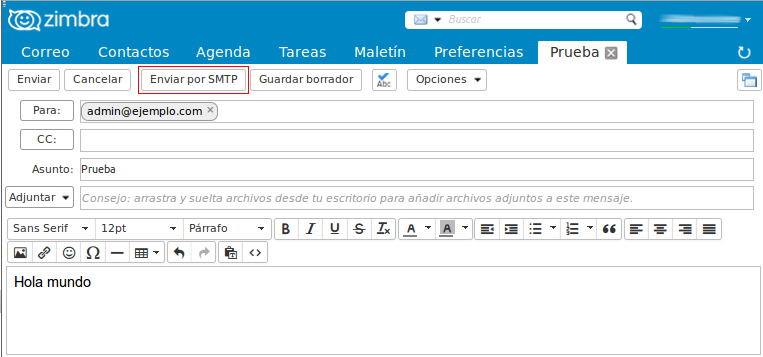 zimbra
Buscar
Correo Contactos Agenda Tareas Maletín Preferencias Prueba
Enviar Cancelar Enviar por SMTP Guardar borrador Abc Opciones
Para: admin@ejemplo.com
CC:
Asunto: Prueba
Adjuntar Consejo: arrastra y suelta archivos desde tu escritorio para añadir archivos adjuntos a este mensaje.
Sans Serif 12pt Párrafo B I U S Ix A A
Hola mundo